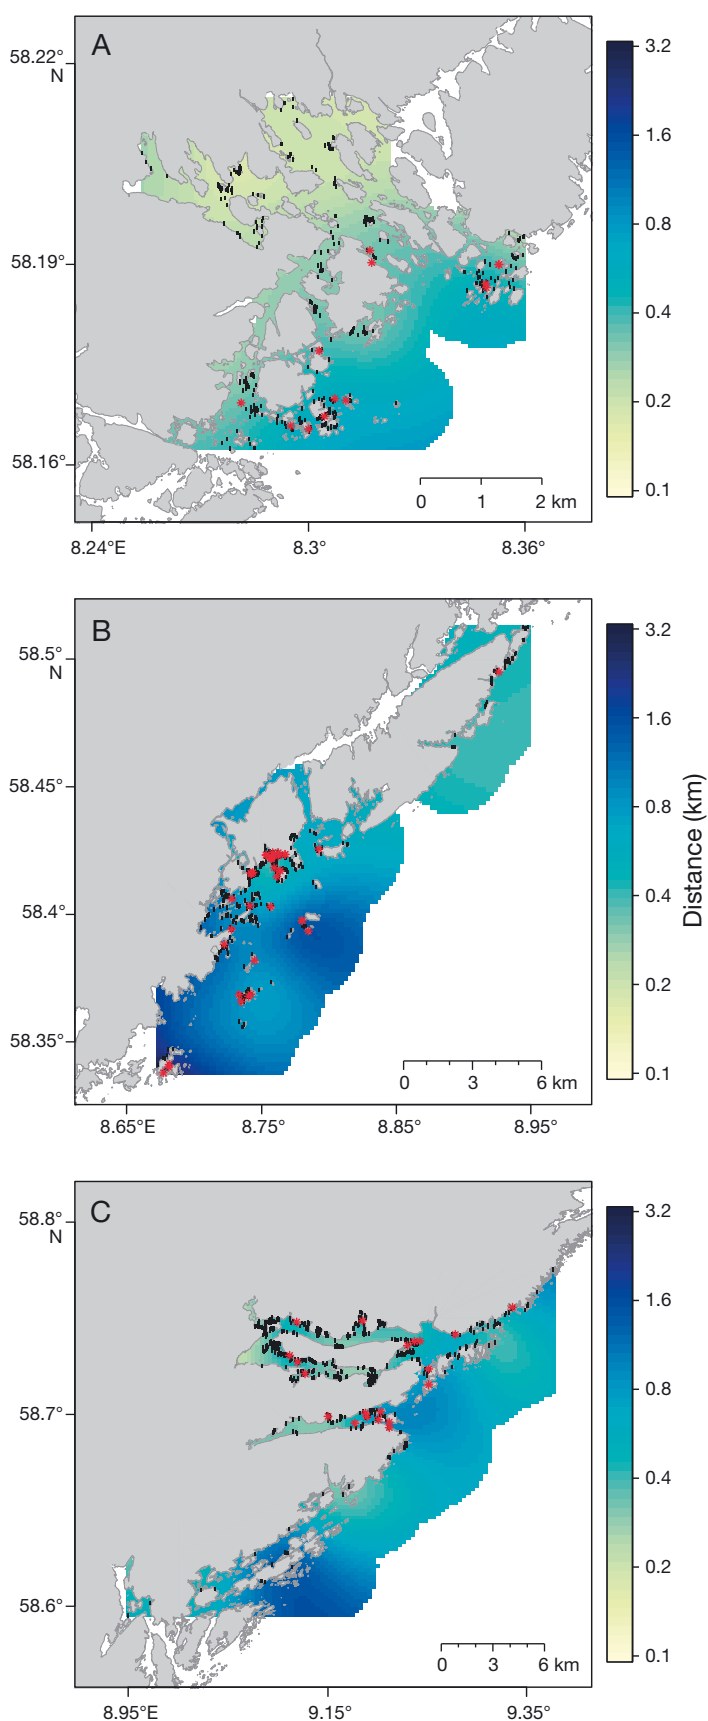 A
58.22°
N
58.19°
58.16°
8.24°E 8.3° 8.36°
0 1 2 km
3.2
1.6
0.8
0.4
0.2
0.1
B
58.5°
N
58.45°
58.4°
58.35°
8.65°E 8.75° 8.85° 8.95°
0 3 6 km
3.2
1.6
0.8
0.4
0.2
0.1
Distance (km)
C
58.8°
N
58.7°
58.6°
8.95°E 9.15° 9.35°
0 3 6 km
3.2
1.6
0.8
0.4
0.2
0.1